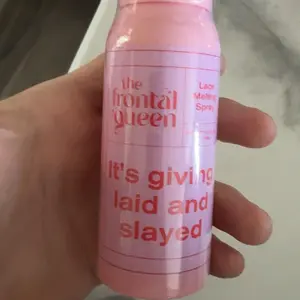 the
frontal
queen
Lace
Melting
Spray
It's giving
laid and
slayed